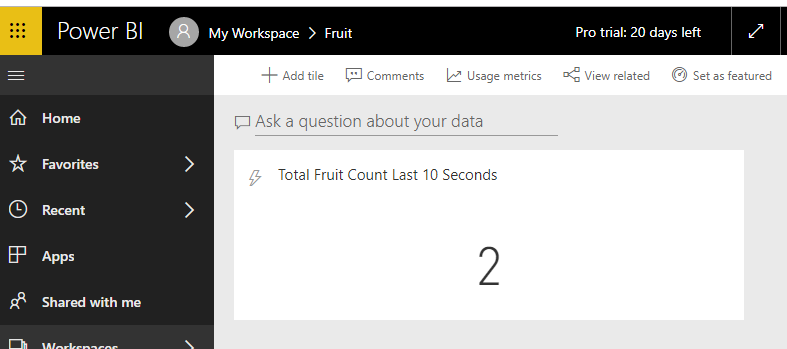 Power BI My Workspace > Fruit Pro trial: 20 days left
Add tile Comments Usage metrics View related Set as featured
Ask a question about your data
Home
Favorites
Recent
Apps
Shared with me
Workspaces
Total Fruit Count Last 10 Seconds
2